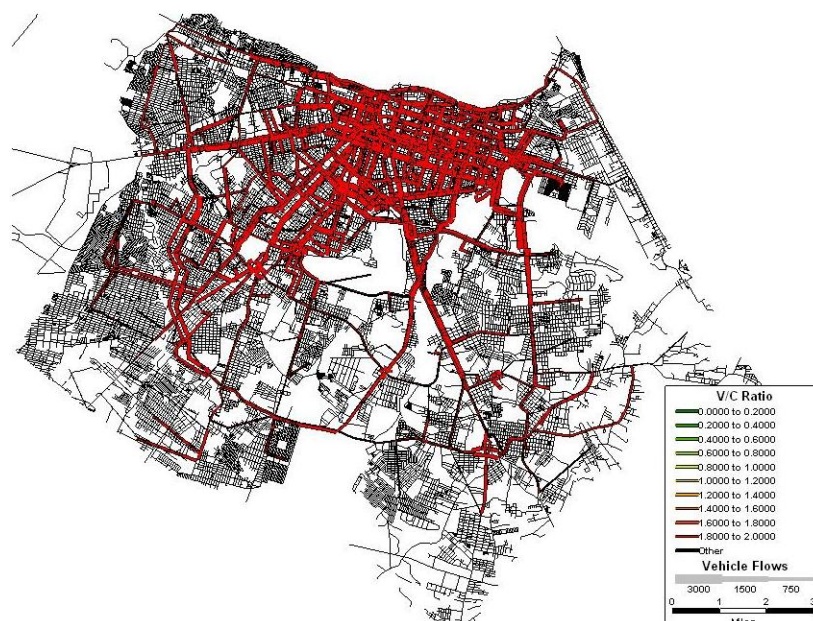 V/C Ratio
0.0000 to 0.2000
0.2000 to 0.4000
0.4000 to 0.6000
0.6000 to 0.8000
0.8000 to 1.0000
1.0000 to 1.2000
1.2000 to 1.4000
1.4000 to 1.6000
1.6000 to 1.8000
1.8000 to 2.0000
Other
Vehicle Flows
3000 1500 750
0 1 2 3